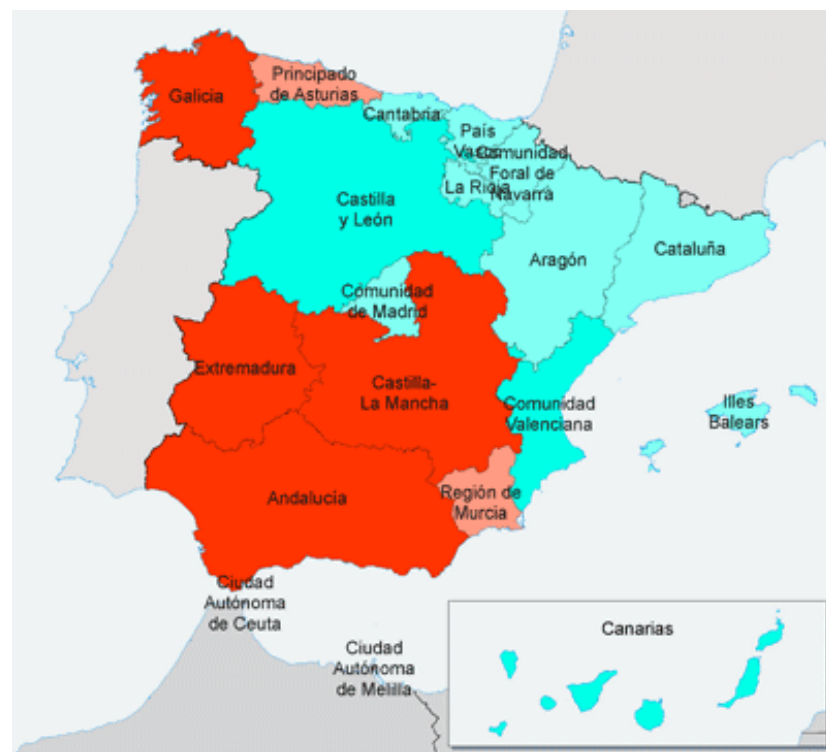 Galicia
Principado
de Asturias
Cantabria
País
Vasco
Comunidad
Foral de
Navarra
La Rioja
Castilla
y León
Aragón
Cataluña
Comunidad
de Madrid
Extremadura
Castilla-
La Mancha
Comunidad
Valenciana
Illes
Balears
Andalucía
Región de
Murcia
Ciudad
Autónoma
de Ceuta
Ciudad
Autónoma
de Melilla
Canarias